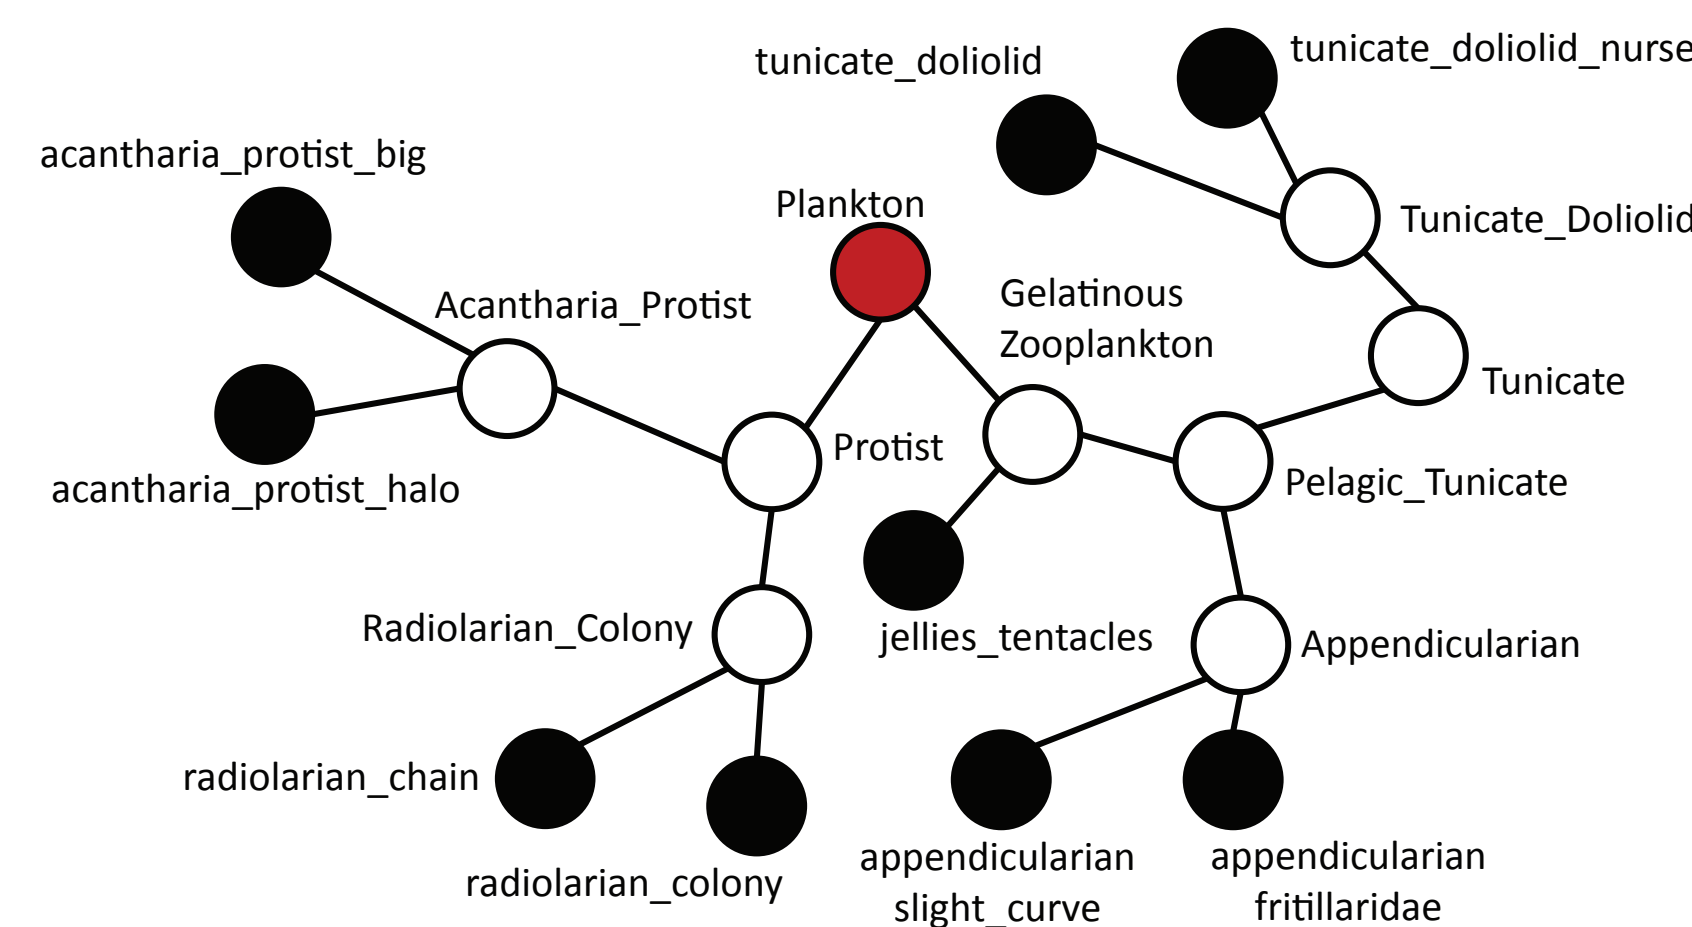 tunicate_doliolid_nurse
tunicate_doliolid
acantharia_protist_big
Plankton
Tunicate_Doliolid
Gelatinous
Zooplankton
Acantharia_Protist
Tunicate
Protist
Pelagic_Tunicate
acantharia_protist_halo
Radiolarian_Colony
jellies_tentacles
Appendicularian
radiolarian_chain
radiolarian_colony
appendicularian
slight_curve
appendicularian
fritillaridae